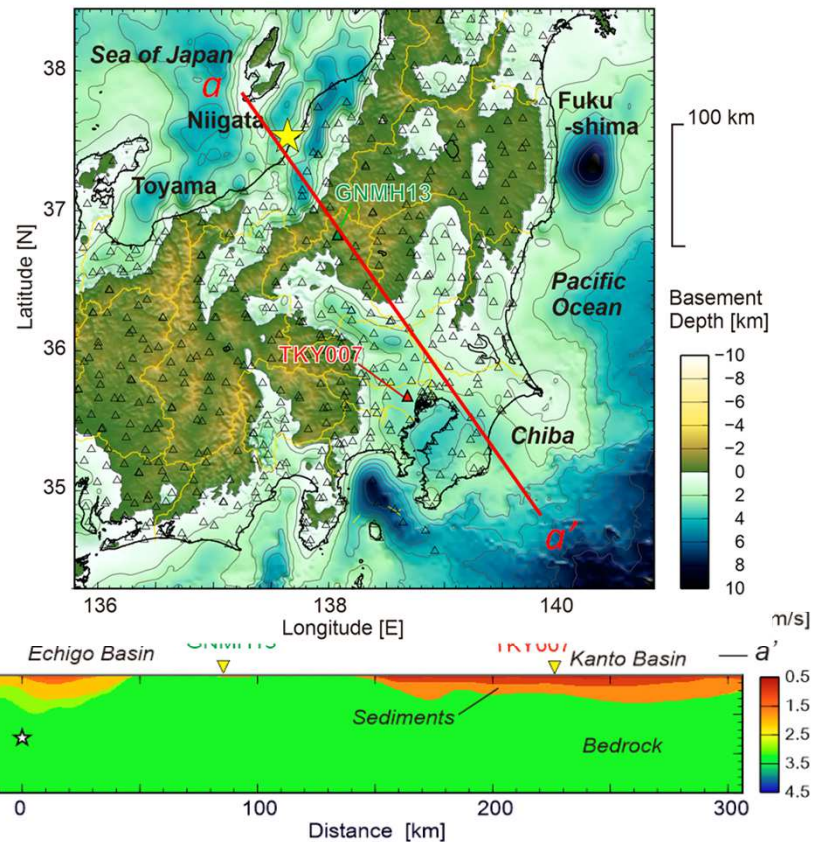 Sea of Japan
a
Niigata
Toyama
GNMH13
Fuku
-shima
100 km
Pacific
Ocean
TKY007
Chiba
a'
Latitude [N]
38
37
36
35
136
138
140
Longitude [E]
Basement
Depth [km]
-10
-8
-6
-4
-2
0
2
4
6
8
10
m/s]
Echigo Basin
GNMH13
TKY007
Kanto Basin
a'
Sediments
Bedrock
0.5
1.5
2.5
3.5
4.5
0
100
200
300
Distance [km]